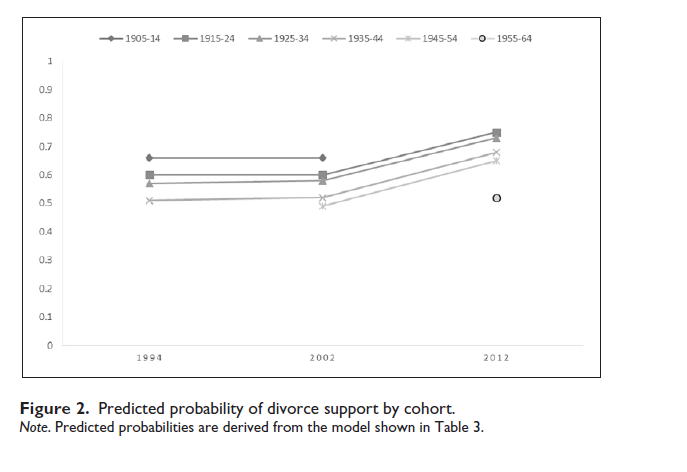 1905-14 1915-24 1925-34 1935-44 1945-54 1955-64
1
0.9
0.8
0.7
0.6
0.5
0.4
0.3
0.2
0.1
0
1994 2002 2012
Figure 2. Predicted probability of divorce support by cohort.
Note. Predicted probabilities are derived from the model shown in Table 3.